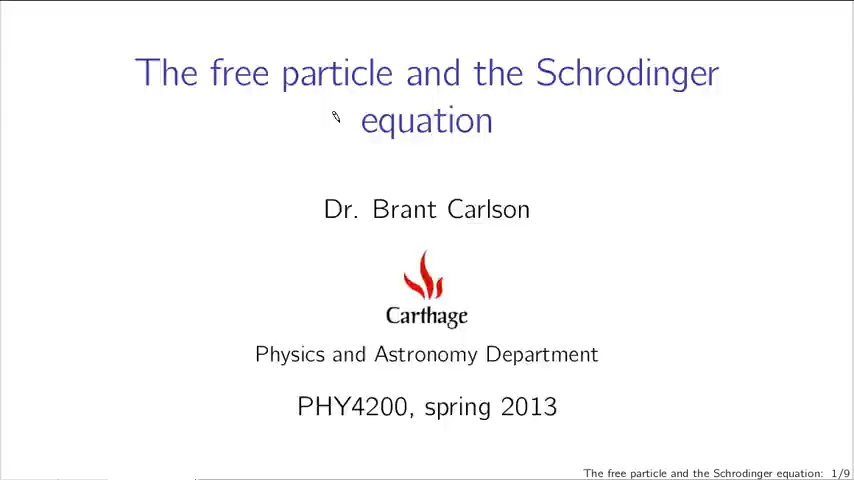 The free particle and the Schrodinger
equation
Dr. Brant Carlson
Carthage
Physics and Astronomy Department
PHY4200, spring 2013
The free particle and the Schrodinger equation: 1/9